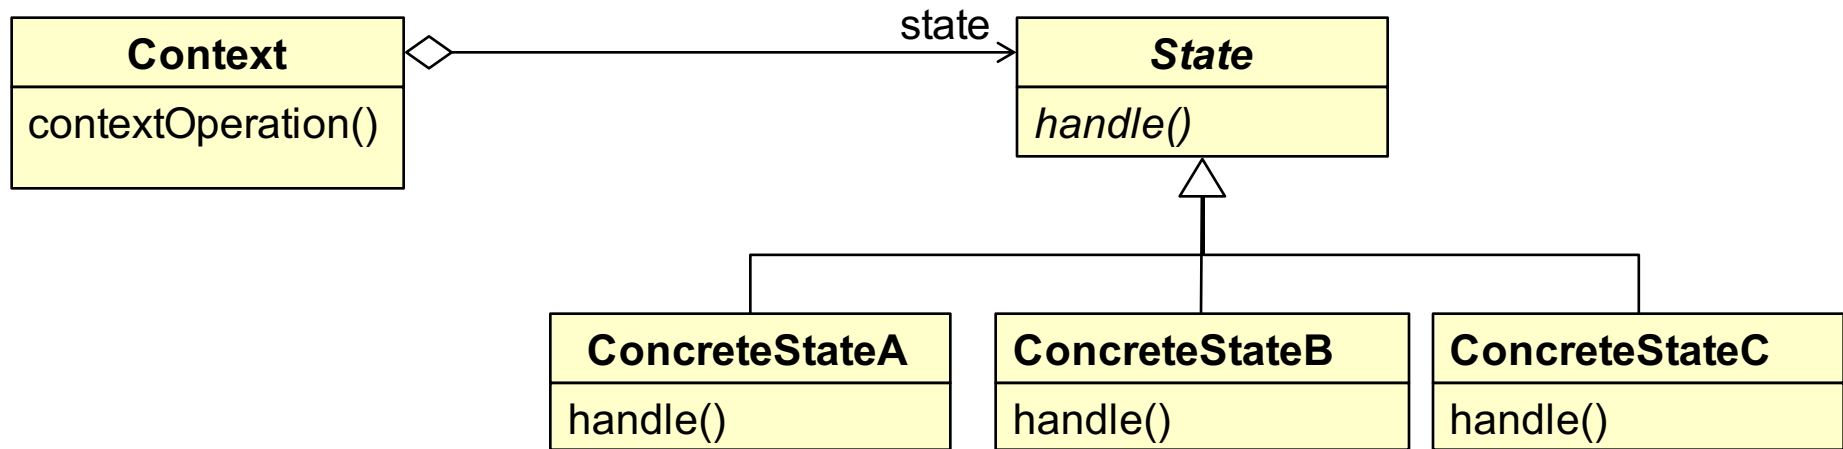 state
Context
State
contextOperation()
handle()
ConcreteStateA
ConcreteStateB
ConcreteStateC
handle()
handle()
handle()